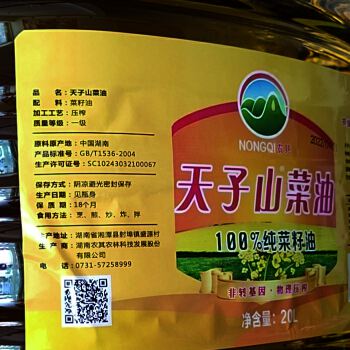 品　　名：天子山菜油
配　　料：菜籽油
加工工艺：压榨
质量等级：一级
原料原产地：中国湖南
产品标准号：GB/T1536-2004
生产许可证号：SC10243032100067
保存方式：阴凉避光密封保存
生产日期：见瓶身
保 质 期：18个月
食用方法：烹、煎、炒、炸、拌
生产地址：湖南省湘潭县射埠镇盛源村
湖南农其农科技发展股份
有限公司
电　　话：0731-57258999
NONGQI
天子山菜油
100%纯菜籽油
非转基因·物理压榨
净含量：20L